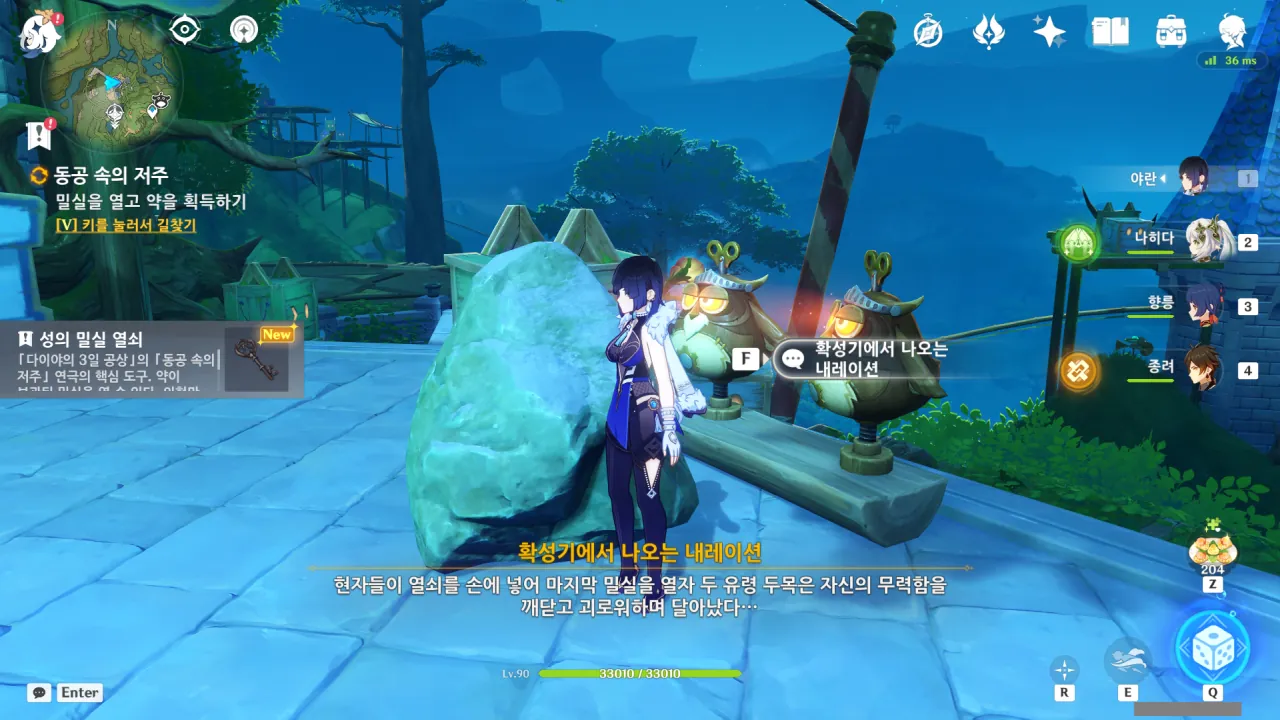 N
36 ms
동공 속의 저주
밀실을 열고 약을 획득하기
[V] 키를 눌러서 길찾기
야란
1
나히다
2
향릉
3
종려
4
New
성의 밀실 열쇠
「다이아의 3일 공상」의 「동공 속의
저주」 연극의 핵심 도구. 약이
F
확성기에서 나오는
내레이션
확성기에서 나오는 내레이션
현자들이 열쇠를 손에 넣어 마지막 밀실을 열자 두 유령 두목은 자신의 무력함을
깨닫고 괴로워하며 달아났다…
204
Z
Lv.90
33010 / 33010
Enter
R
E
Q